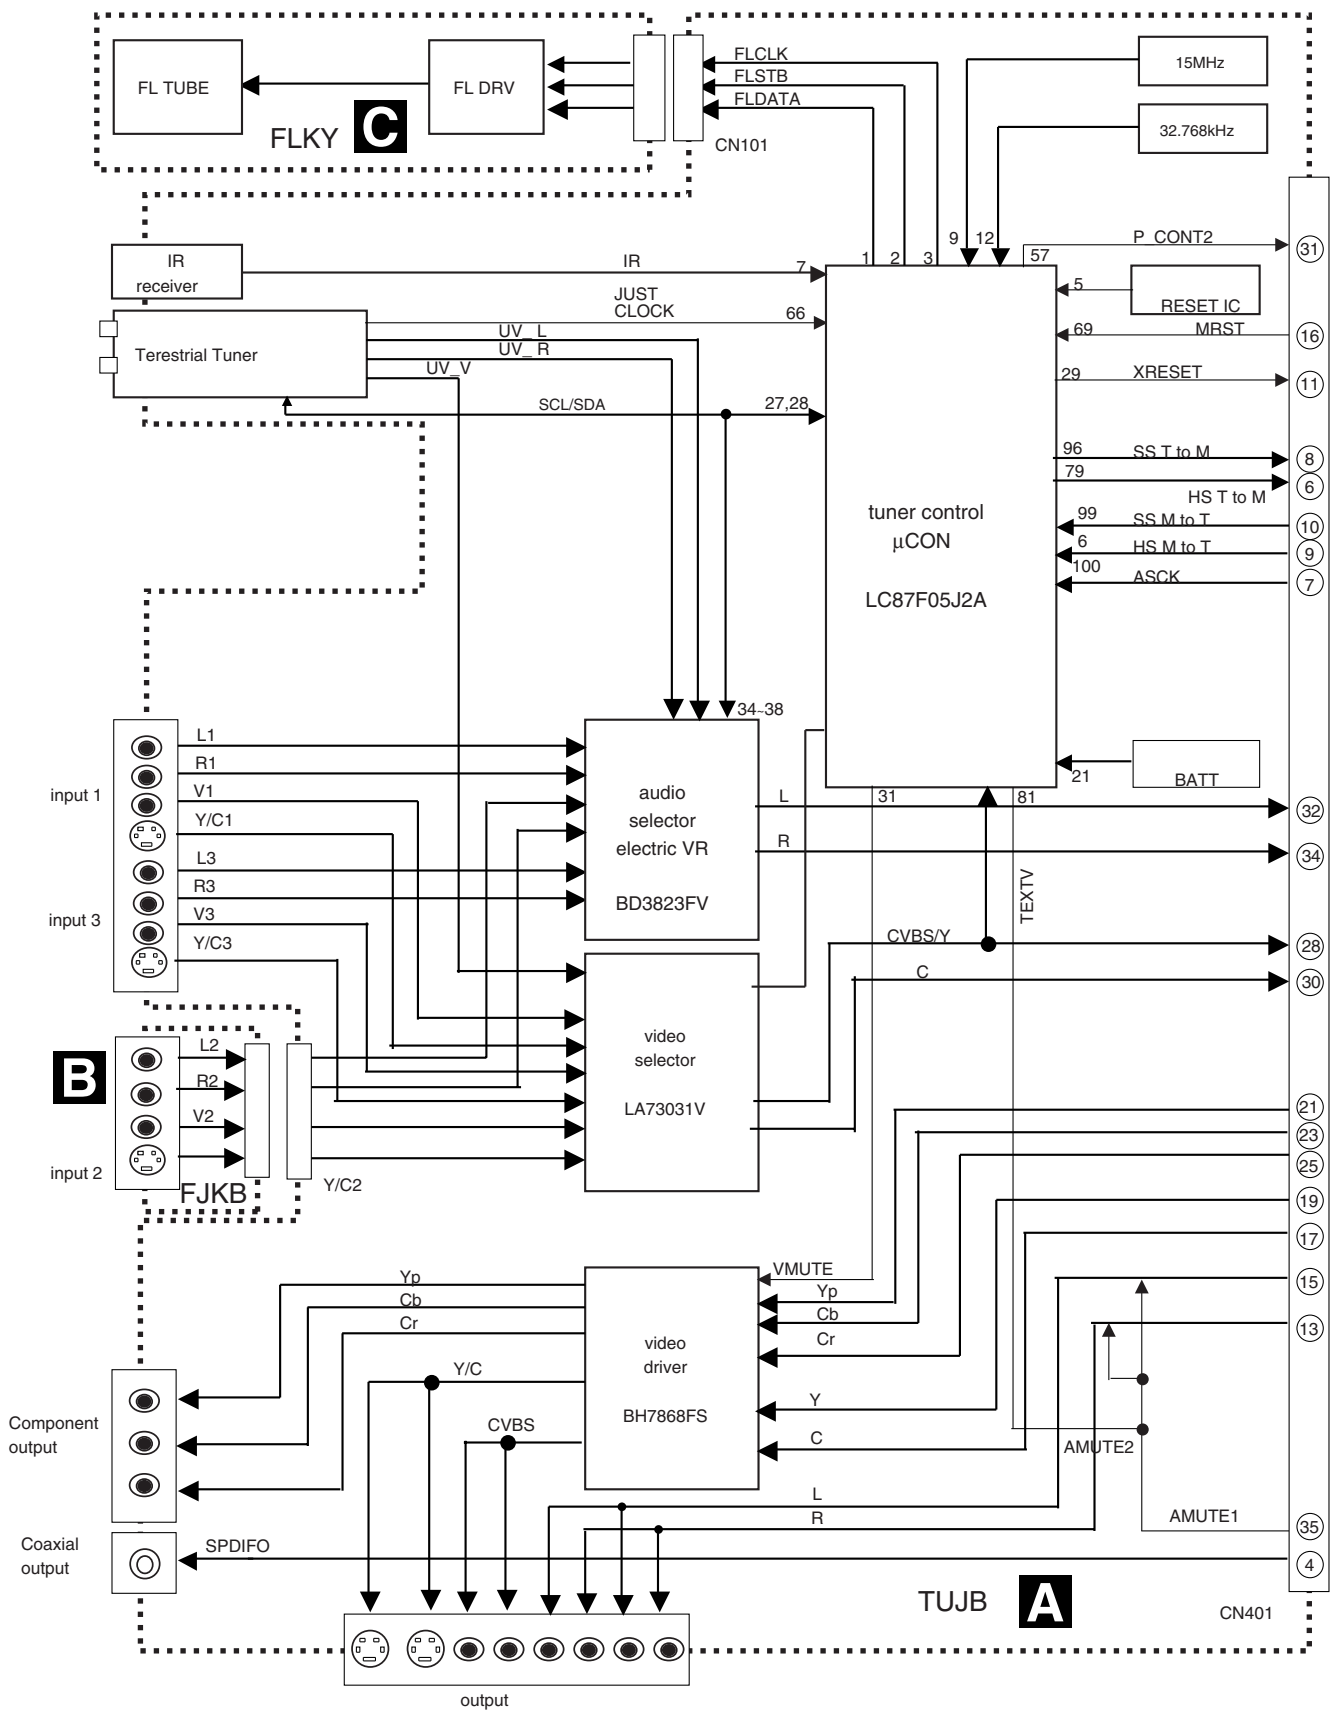 FL TUBE
FL DRV
FLKY
C
FLCLK
FLSTB
FLDATA
CN101
15MHz
32.768kHz
9
12
1
2
3
57
P_CONT2
31
IR
receiver
IR
7
JUST
CLOCK
66
5
RESET IC
69
MRST
16
Terestrial Tuner
UV_ L
UV_ R
UV_V
29
XRESET
11
SCL/SDA
27,28
96
SS T to M
8
79
HS T to M
6
tuner control
µCON
LC87F05J2A
99
SS M to T
10
6
HS M to T
9
100
ASCK
7
34~38
input 1
L1
R1
V1
Y/C1
input 3
L3
R3
V3
Y/C3
audio
selector
electric VR
BD3823FV
21
BATT
31
81
L
32
R
34
TEXTV
CVBS/Y
28
C
30
B
input 2
L2
R2
V2
FJKB
Y/C2
video
selector
LA73031V
21
23
25
19
17
15
13
VMUTE
Yp
Cb
Cr
Y
C
video
driver
BH7868FS
Yp
Cb
Cr
Y/C
CVBS
Component
output
AMUTE2
L
R
AMUTE1
35
Coaxial
output
SPDIFO
4
TUJB
A
CN401
output